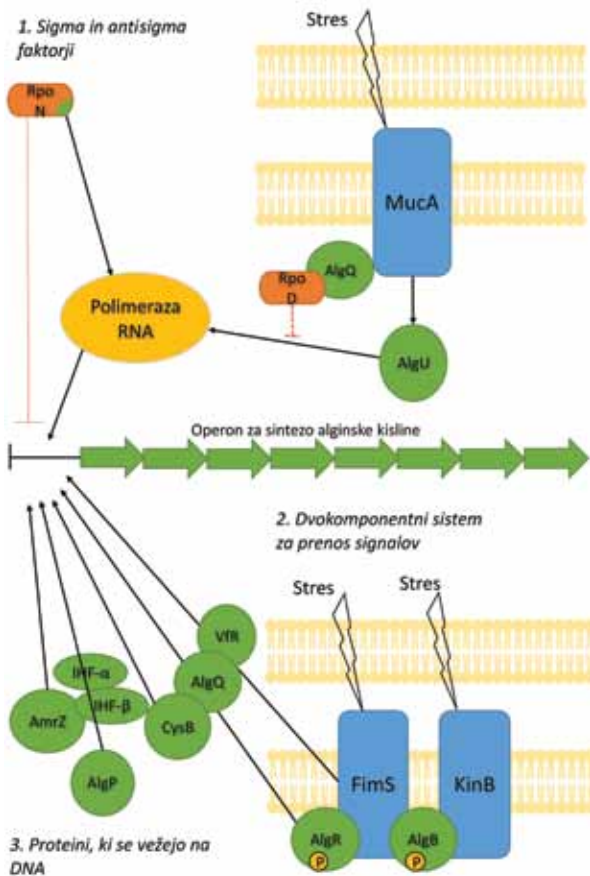 1. Sigma in antisigma
faktorji
Stres
Rpo
N
MucA
AlgQ
Rpo
D
Polimeraza
RNA
AlgU
Operon za sintezo alginske kisline
2. Dvokomponentni sistem
za prenos signalov
Stres
Stres
VfR
IHF-α
AlgQ
IHF-β
AmrZ
CysB
FimS
KinB
AlgP
AlgR
AlgB
P
P
3. Proteini, ki se vežejo na
DNA